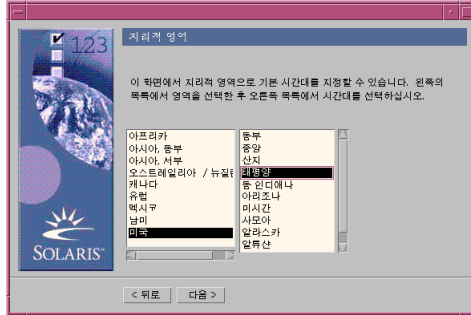 123
지리적 영역
이 화면에서 지리적 영역으로 기본 시간대를 지정할 수 있습니다. 왼쪽의
목록에서 영역을 선택한 후 오른쪽 목록에서 시간대를 선택하십시오.
아프리카
아시아, 동부
아시아, 서부
오스트레일리아 / 뉴질
캐나다
유럽
멕시코
남미
미국
동부
중앙
산지
태평양
동 인디애나
아리조나
미시간
사모아
알라스카
알류샨
SOLARIS™
< 뒤로
다음 >